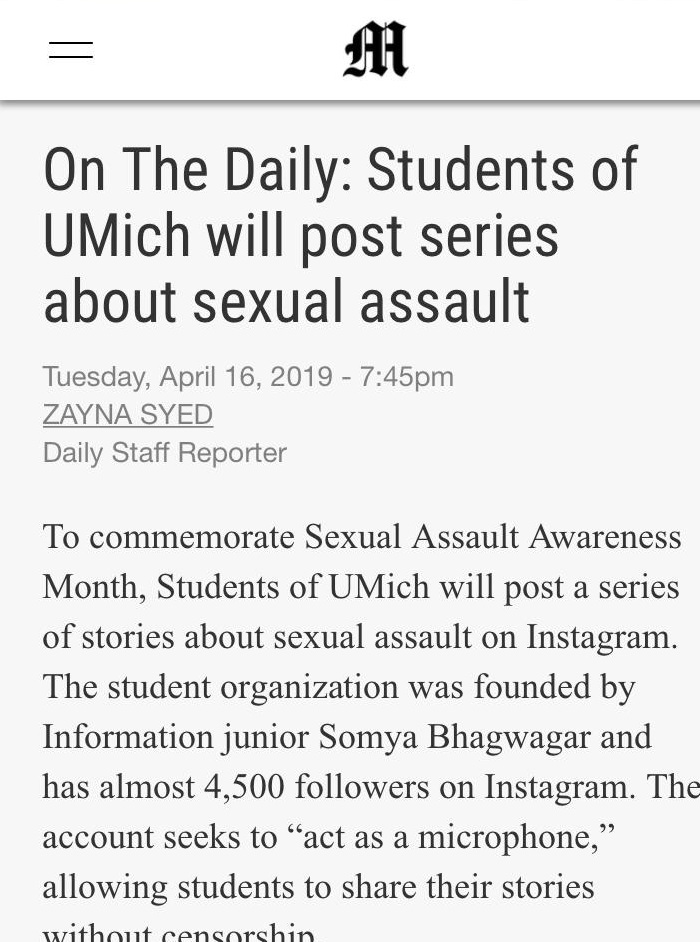 M
On The Daily: Students of
UMich will post series
about sexual assault
Tuesday, April 16, 2019 - 7:45pm
ZAYNA SYED
Daily Staff Reporter
To commemorate Sexual Assault Awareness
Month, Students of UMich will post a series
of stories about sexual assault on Instagram.
The student organization was founded by
Information junior Somya Bhagwagar and
has almost 4,500 followers on Instagram. The
account seeks to “act as a microphone,”
allowing students to share their stories
without censorship.